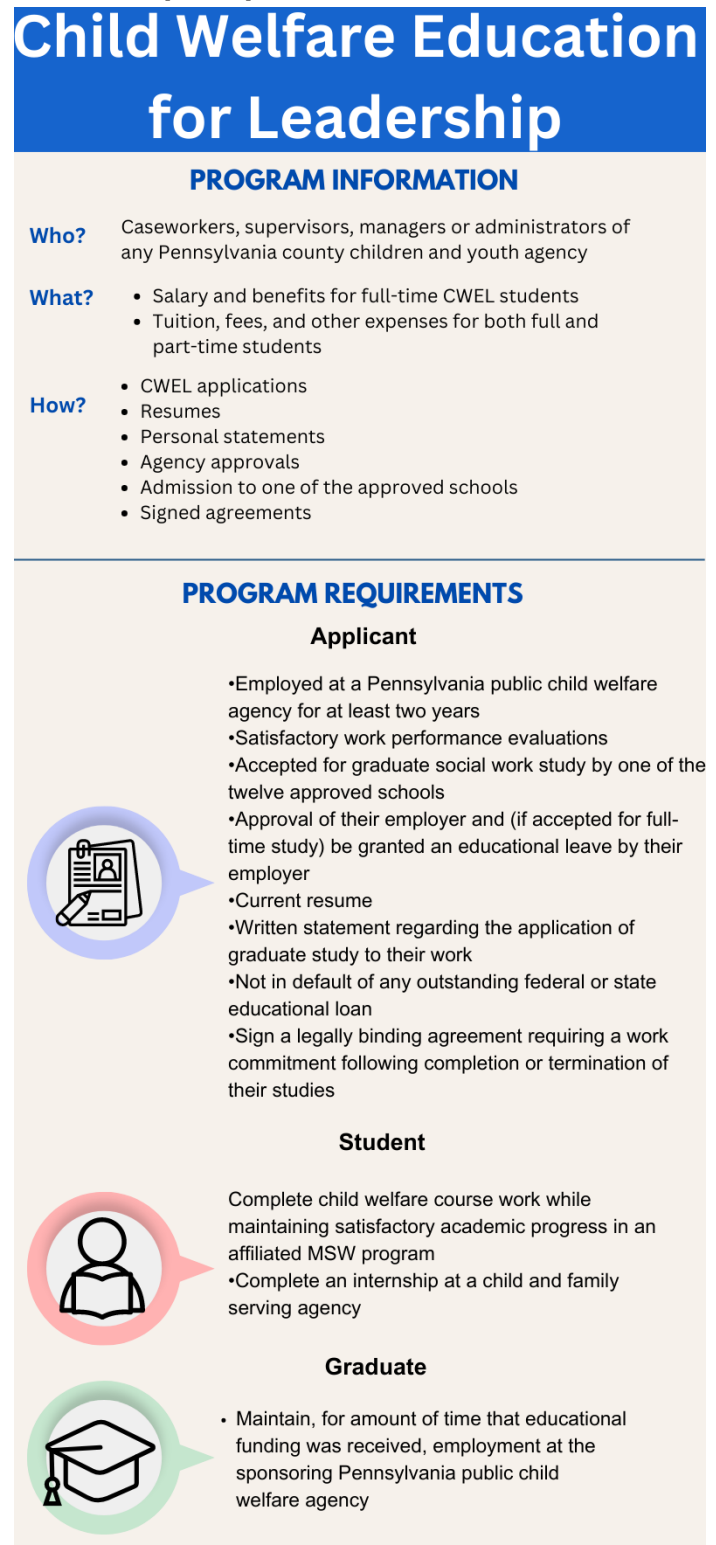 Child Welfare Education
for Leadership
PROGRAM INFORMATION
Who?
Caseworkers, supervisors, managers or administrators of
any Pennsylvania county children and youth agency
What?
• Salary and benefits for full-time CWEL students
• Tuition, fees, and other expenses for both full and
part-time students
How?
• CWEL applications
• Resumes
• Personal statements
• Agency approvals
• Admission to one of the approved schools
• Signed agreements
PROGRAM REQUIREMENTS
Applicant
•Employed at a Pennsylvania public child welfare
agency for at least two years
•Satisfactory work performance evaluations
•Accepted for graduate social work study by one of the
twelve approved schools
•Approval of their employer and (if accepted for full-
time study) be granted an educational leave by their
employer
•Current resume
•Written statement regarding the application of
graduate study to their work
•Not in default of any outstanding federal or state
educational loan
•Sign a legally binding agreement requiring a work
commitment following completion or termination of
their studies
Student
Complete child welfare course work while
maintaining satisfactory academic progress in an
affiliated MSW program
•Complete an internship at a child and family
serving agency
Graduate
• Maintain, for amount of time that educational
funding was received, employment at the
sponsoring Pennsylvania public child
welfare agency